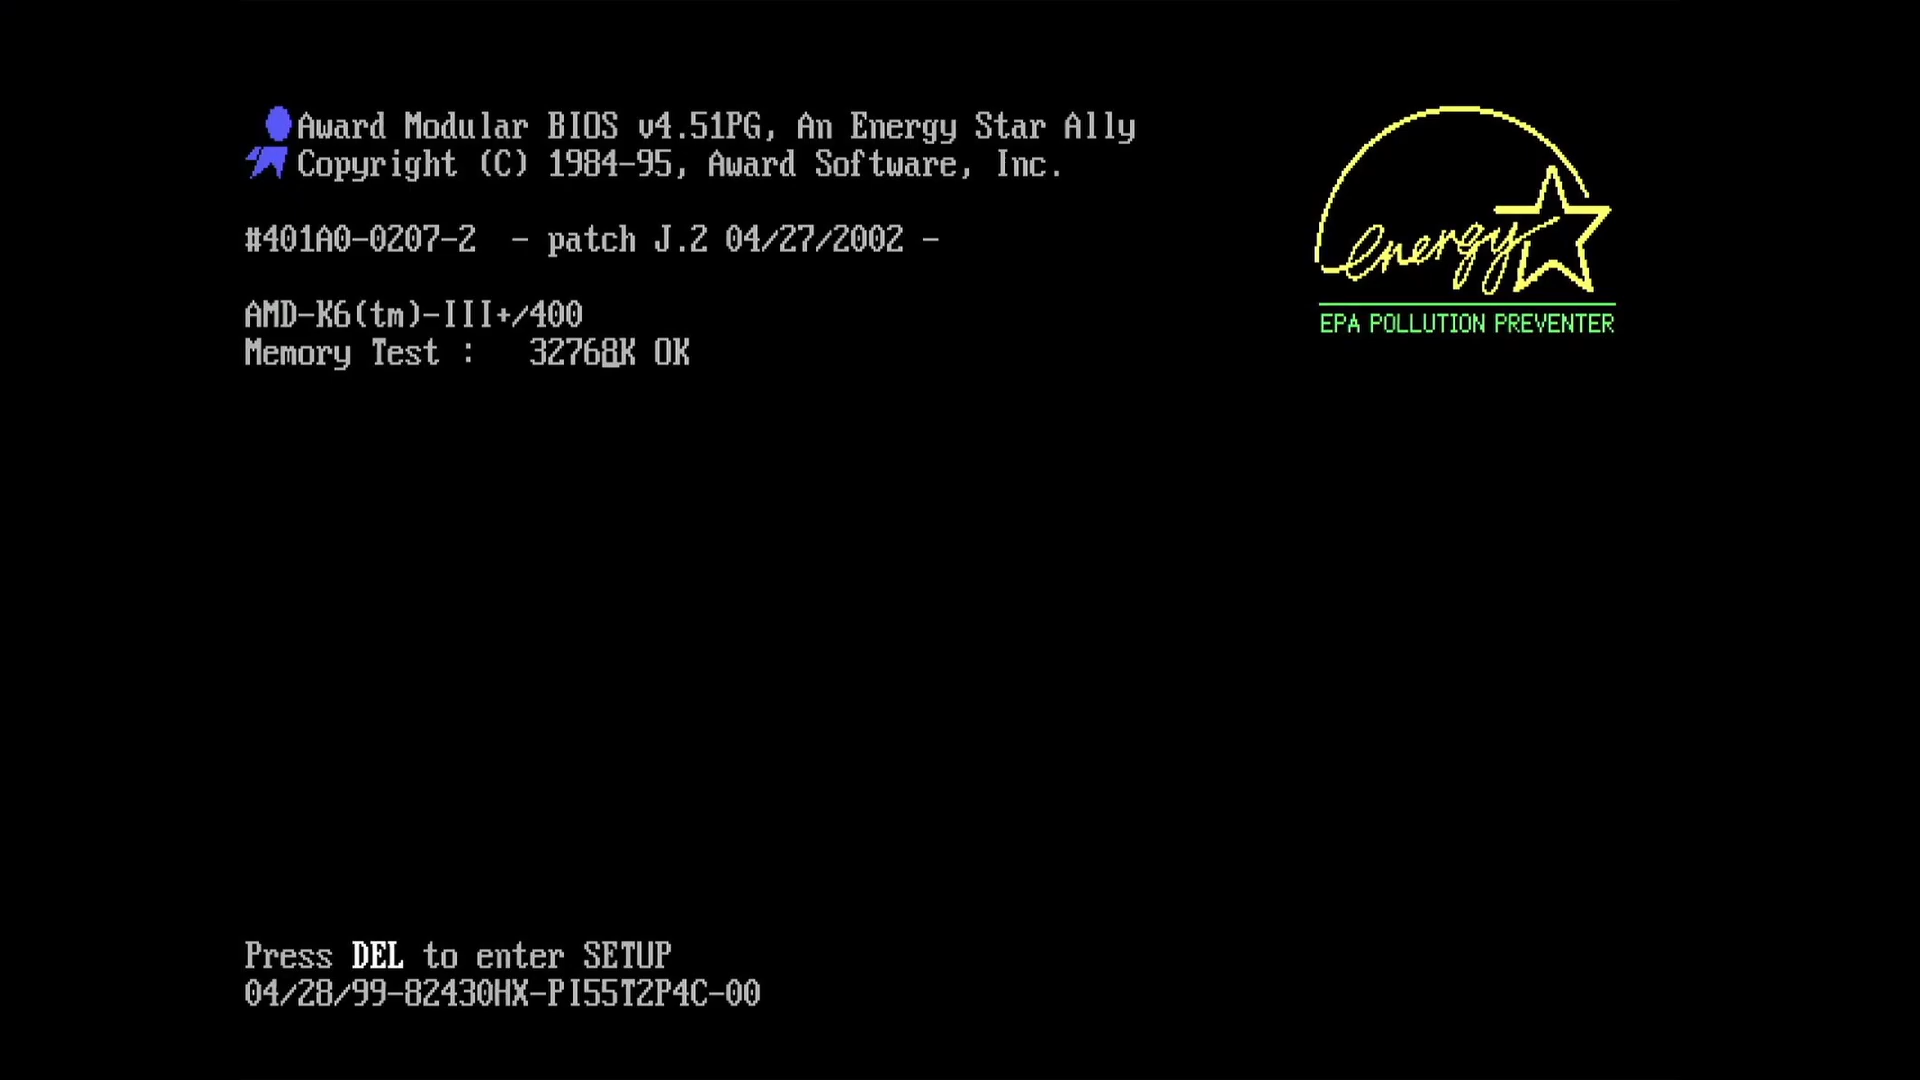 Award Modular BIOS v4.51PG, An Energy Star Ally
Copyright (C) 1984-95, Award Software, Inc.
energy
EPA POLLUTION PREVENTER
#401A0-0207-2  - patch J.2 04/27/2002 -
AMD-K6(tm)-III+/400
Memory Test :   32768K OK
Press DEL to enter SETUP
04/28/99-82430HX-PI55T2P4C-00